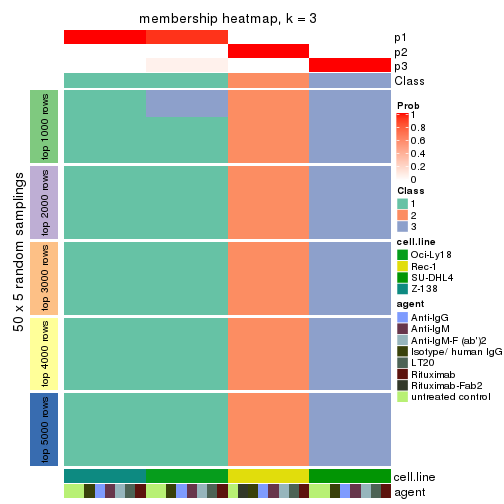 membership heatmap, k = 3
p1
p2
p3
Class
50 x 5 random samplings
top 1000 rows
top 2000 rows
top 3000 rows
top 4000 rows
top 5000 rows
cell.line
agent
Prob
1
0.8
0.6
0.4
0.2
0
Class
1
2
3
cell.line
Oci-Ly18
Rec-1
SU-DHL4
Z-138
agent
Anti-IgG
Anti-IgM
Anti-IgM-F (ab')2
Isotype/ human IgG
LT20
Rituximab
Rituximab-Fab2
untreated control